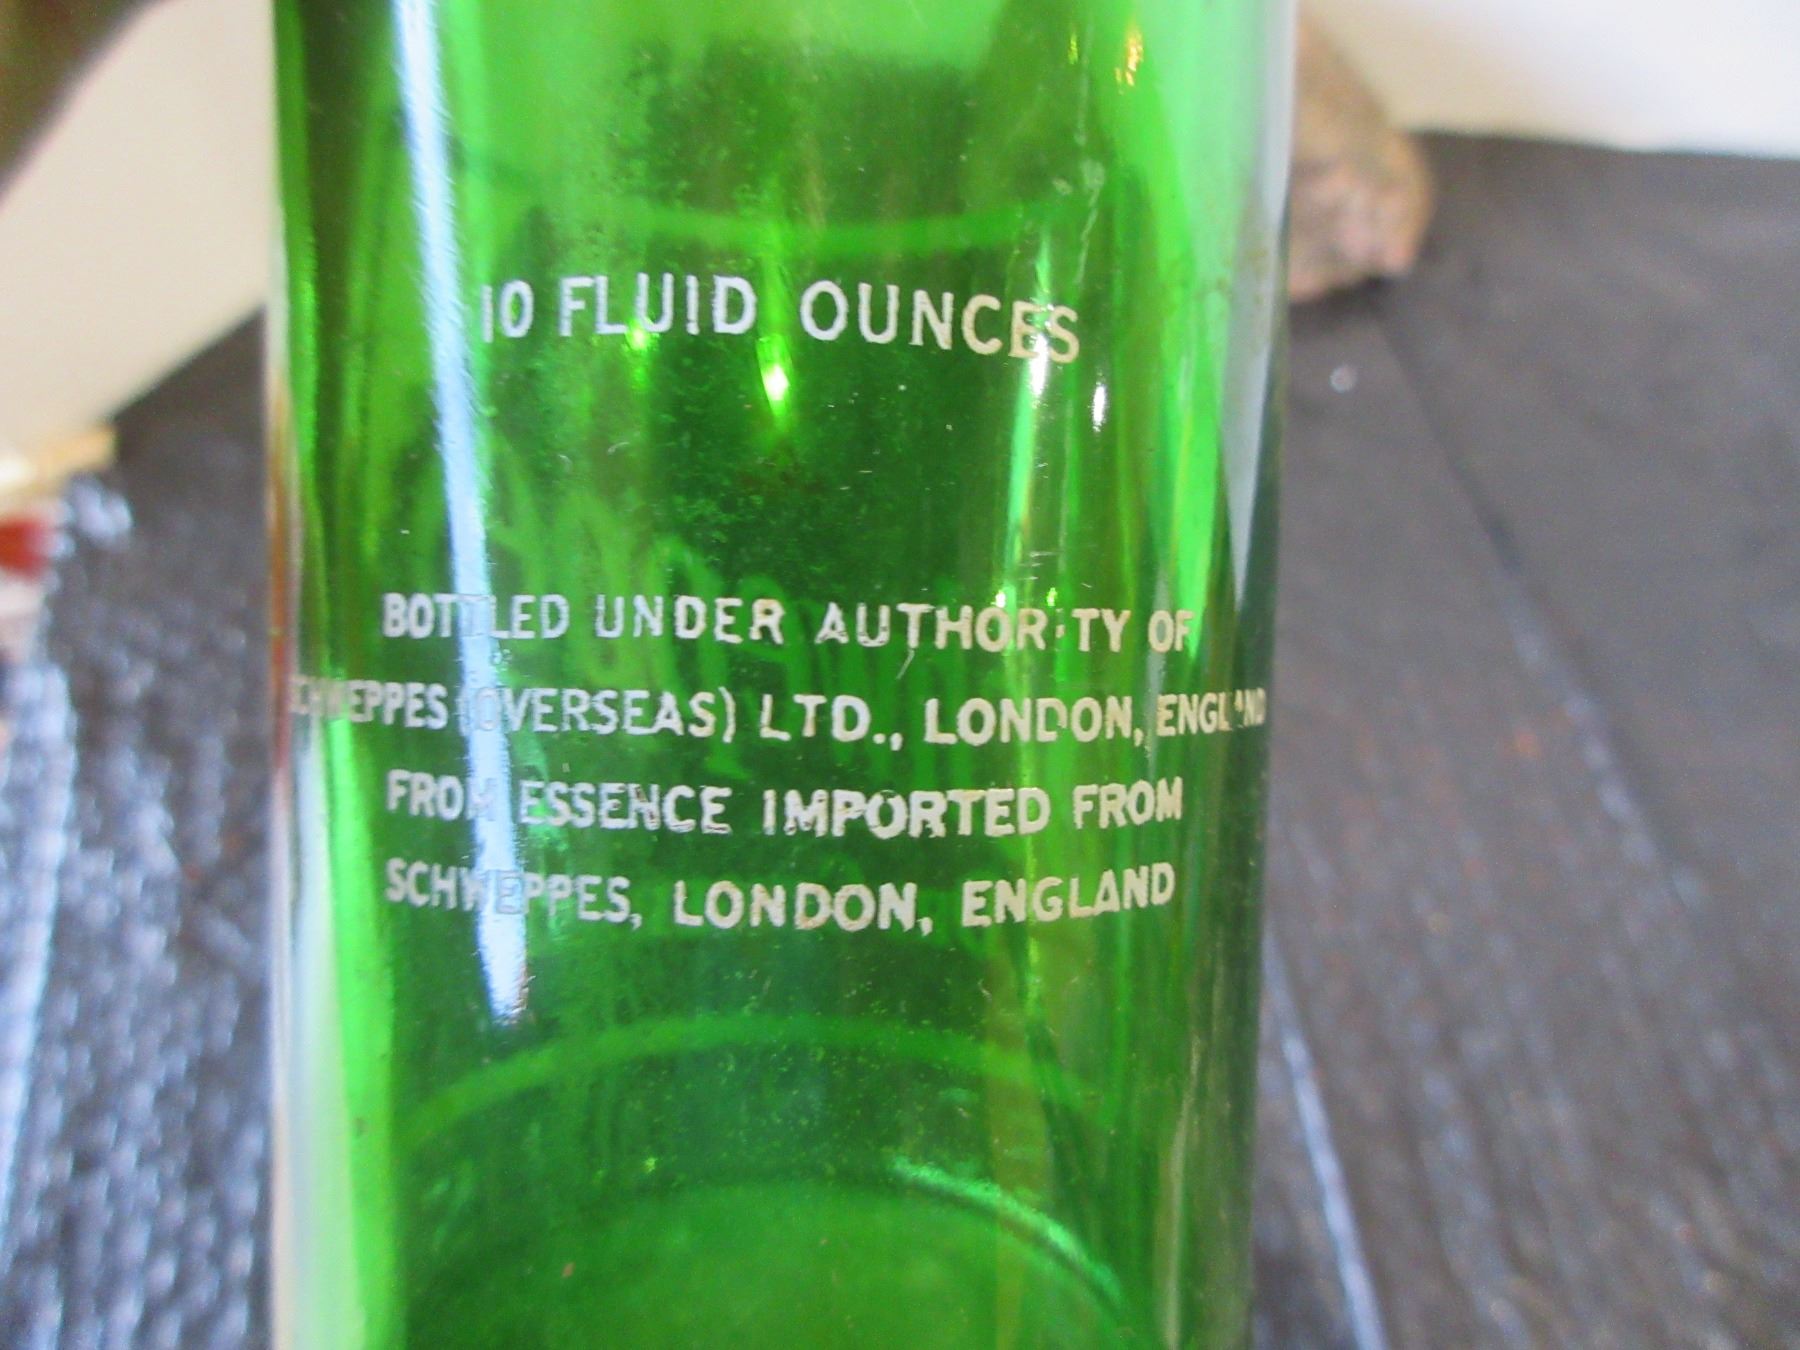 10 FLUID OUNCES
BOTTLED UNDER AUTHORITY OF
SCHWEPPES (OVERSEAS) LTD., LONDON, ENGLAND
FROM ESSENCE IMPORTED FROM
SCHWEPPES, LONDON, ENGLAND